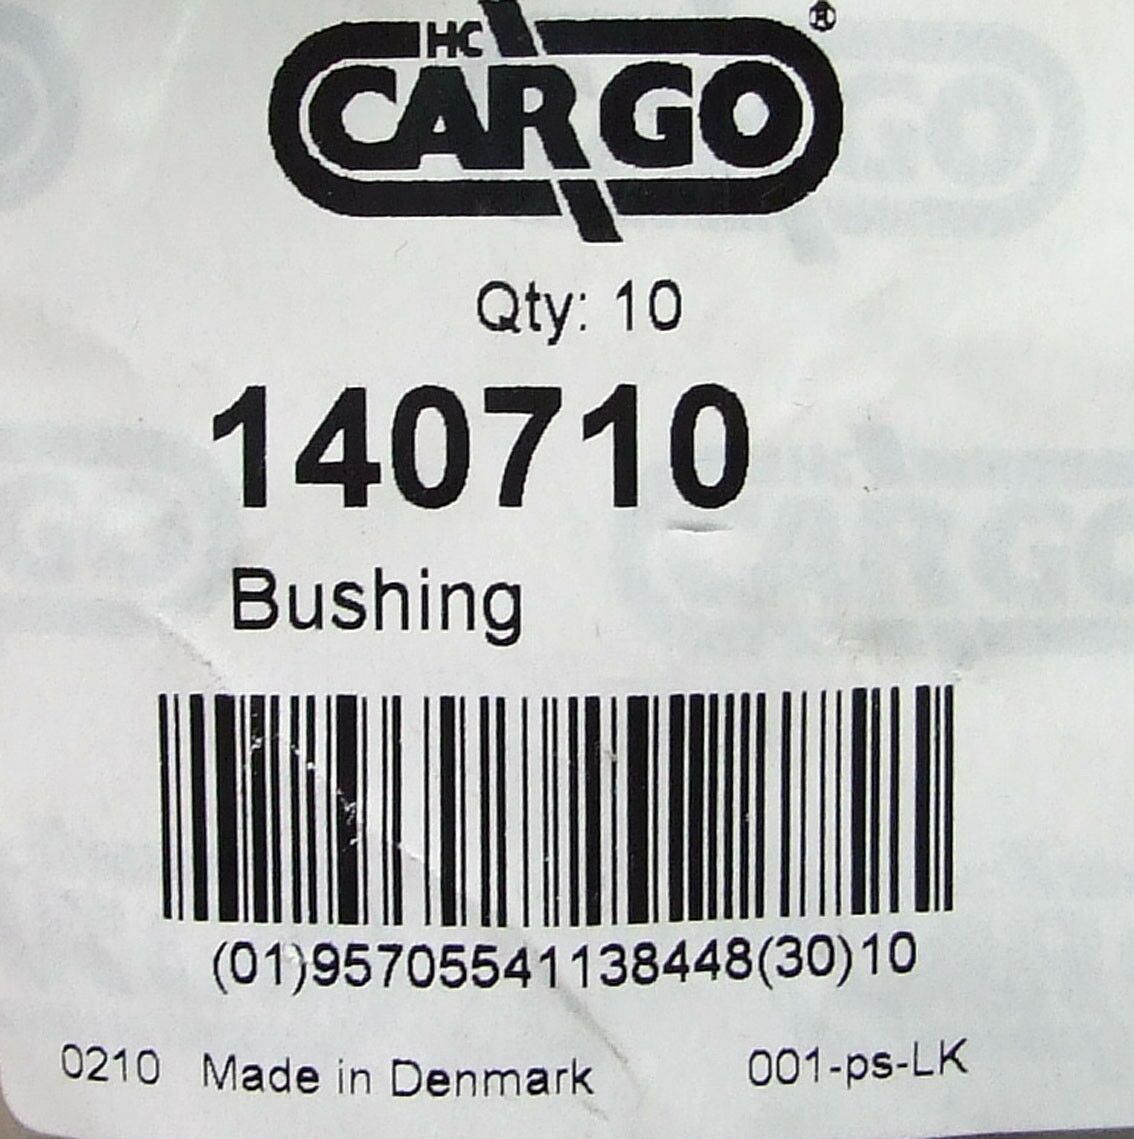 HC
CARGO®
Qty: 10
140710
Bushing
(01)95705541138448(30)10
0210 Made in Denmark 001-ps-LK